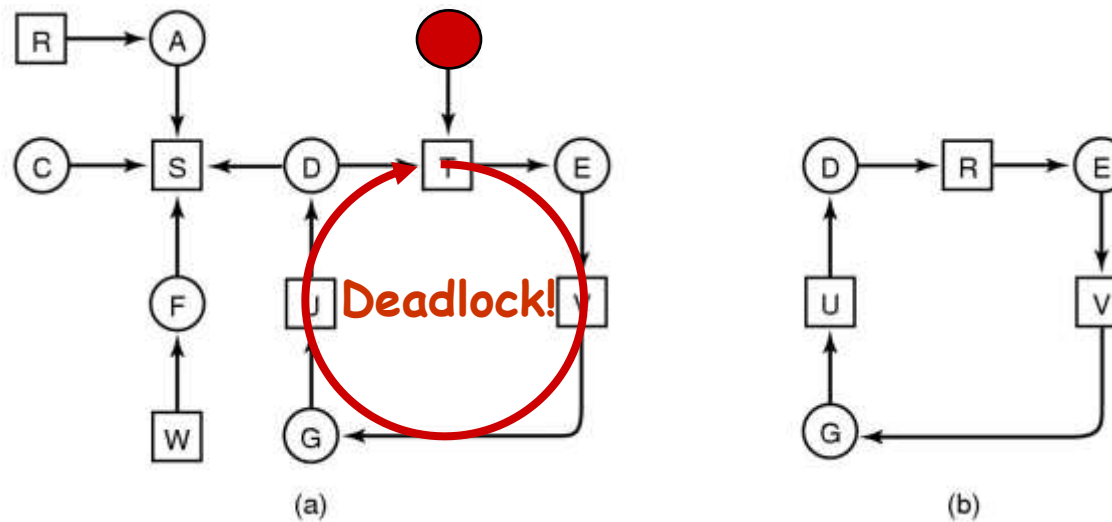 R A
C S D T E
F U Deadlock! V
W G
(a)
D R E
U V
G
(b)